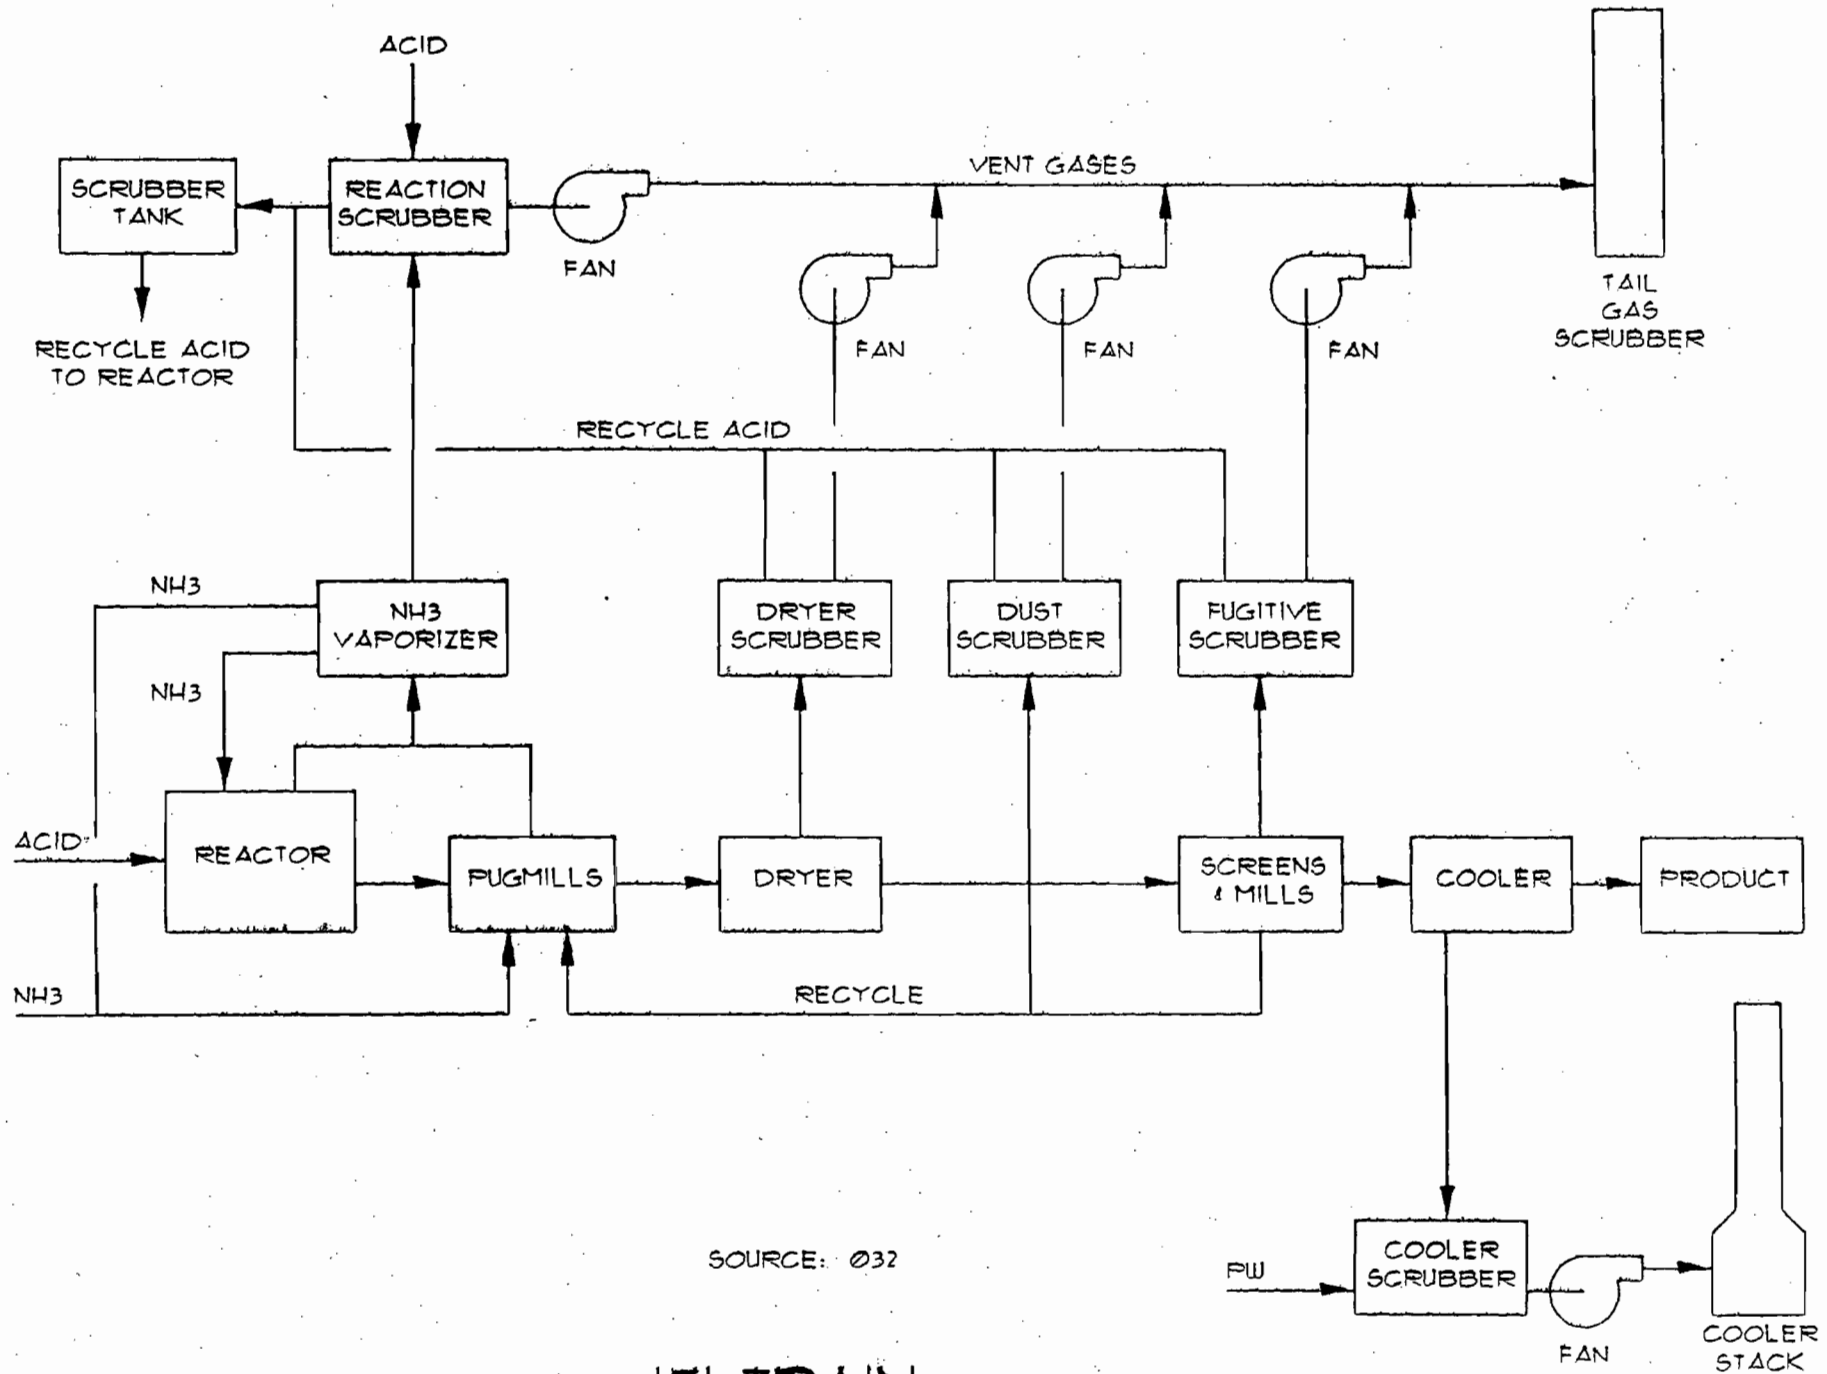 ACID
SCRUBBER
TANK
REACTION
SCRUBBER
VENT GASES
FAN
TAIL
GAS
SCRUBBER
RECYCLE ACID
TO REACTOR
FAN
FAN
FAN
RECYCLE ACID
NH3
NH3
VAPORIZER
DRYER
SCRUBBER
DUST
SCRUBBER
FUGITIVE
SCRUBBER
NH3
ACID
REACTOR
PUGMILLS
DRYER
SCREENS
& MILLS
COOLER
PRODUCT
NH3
RECYCLE
SOURCE: Ø32
PW
COOLER
SCRUBBER
FAN
COOLER
STACK